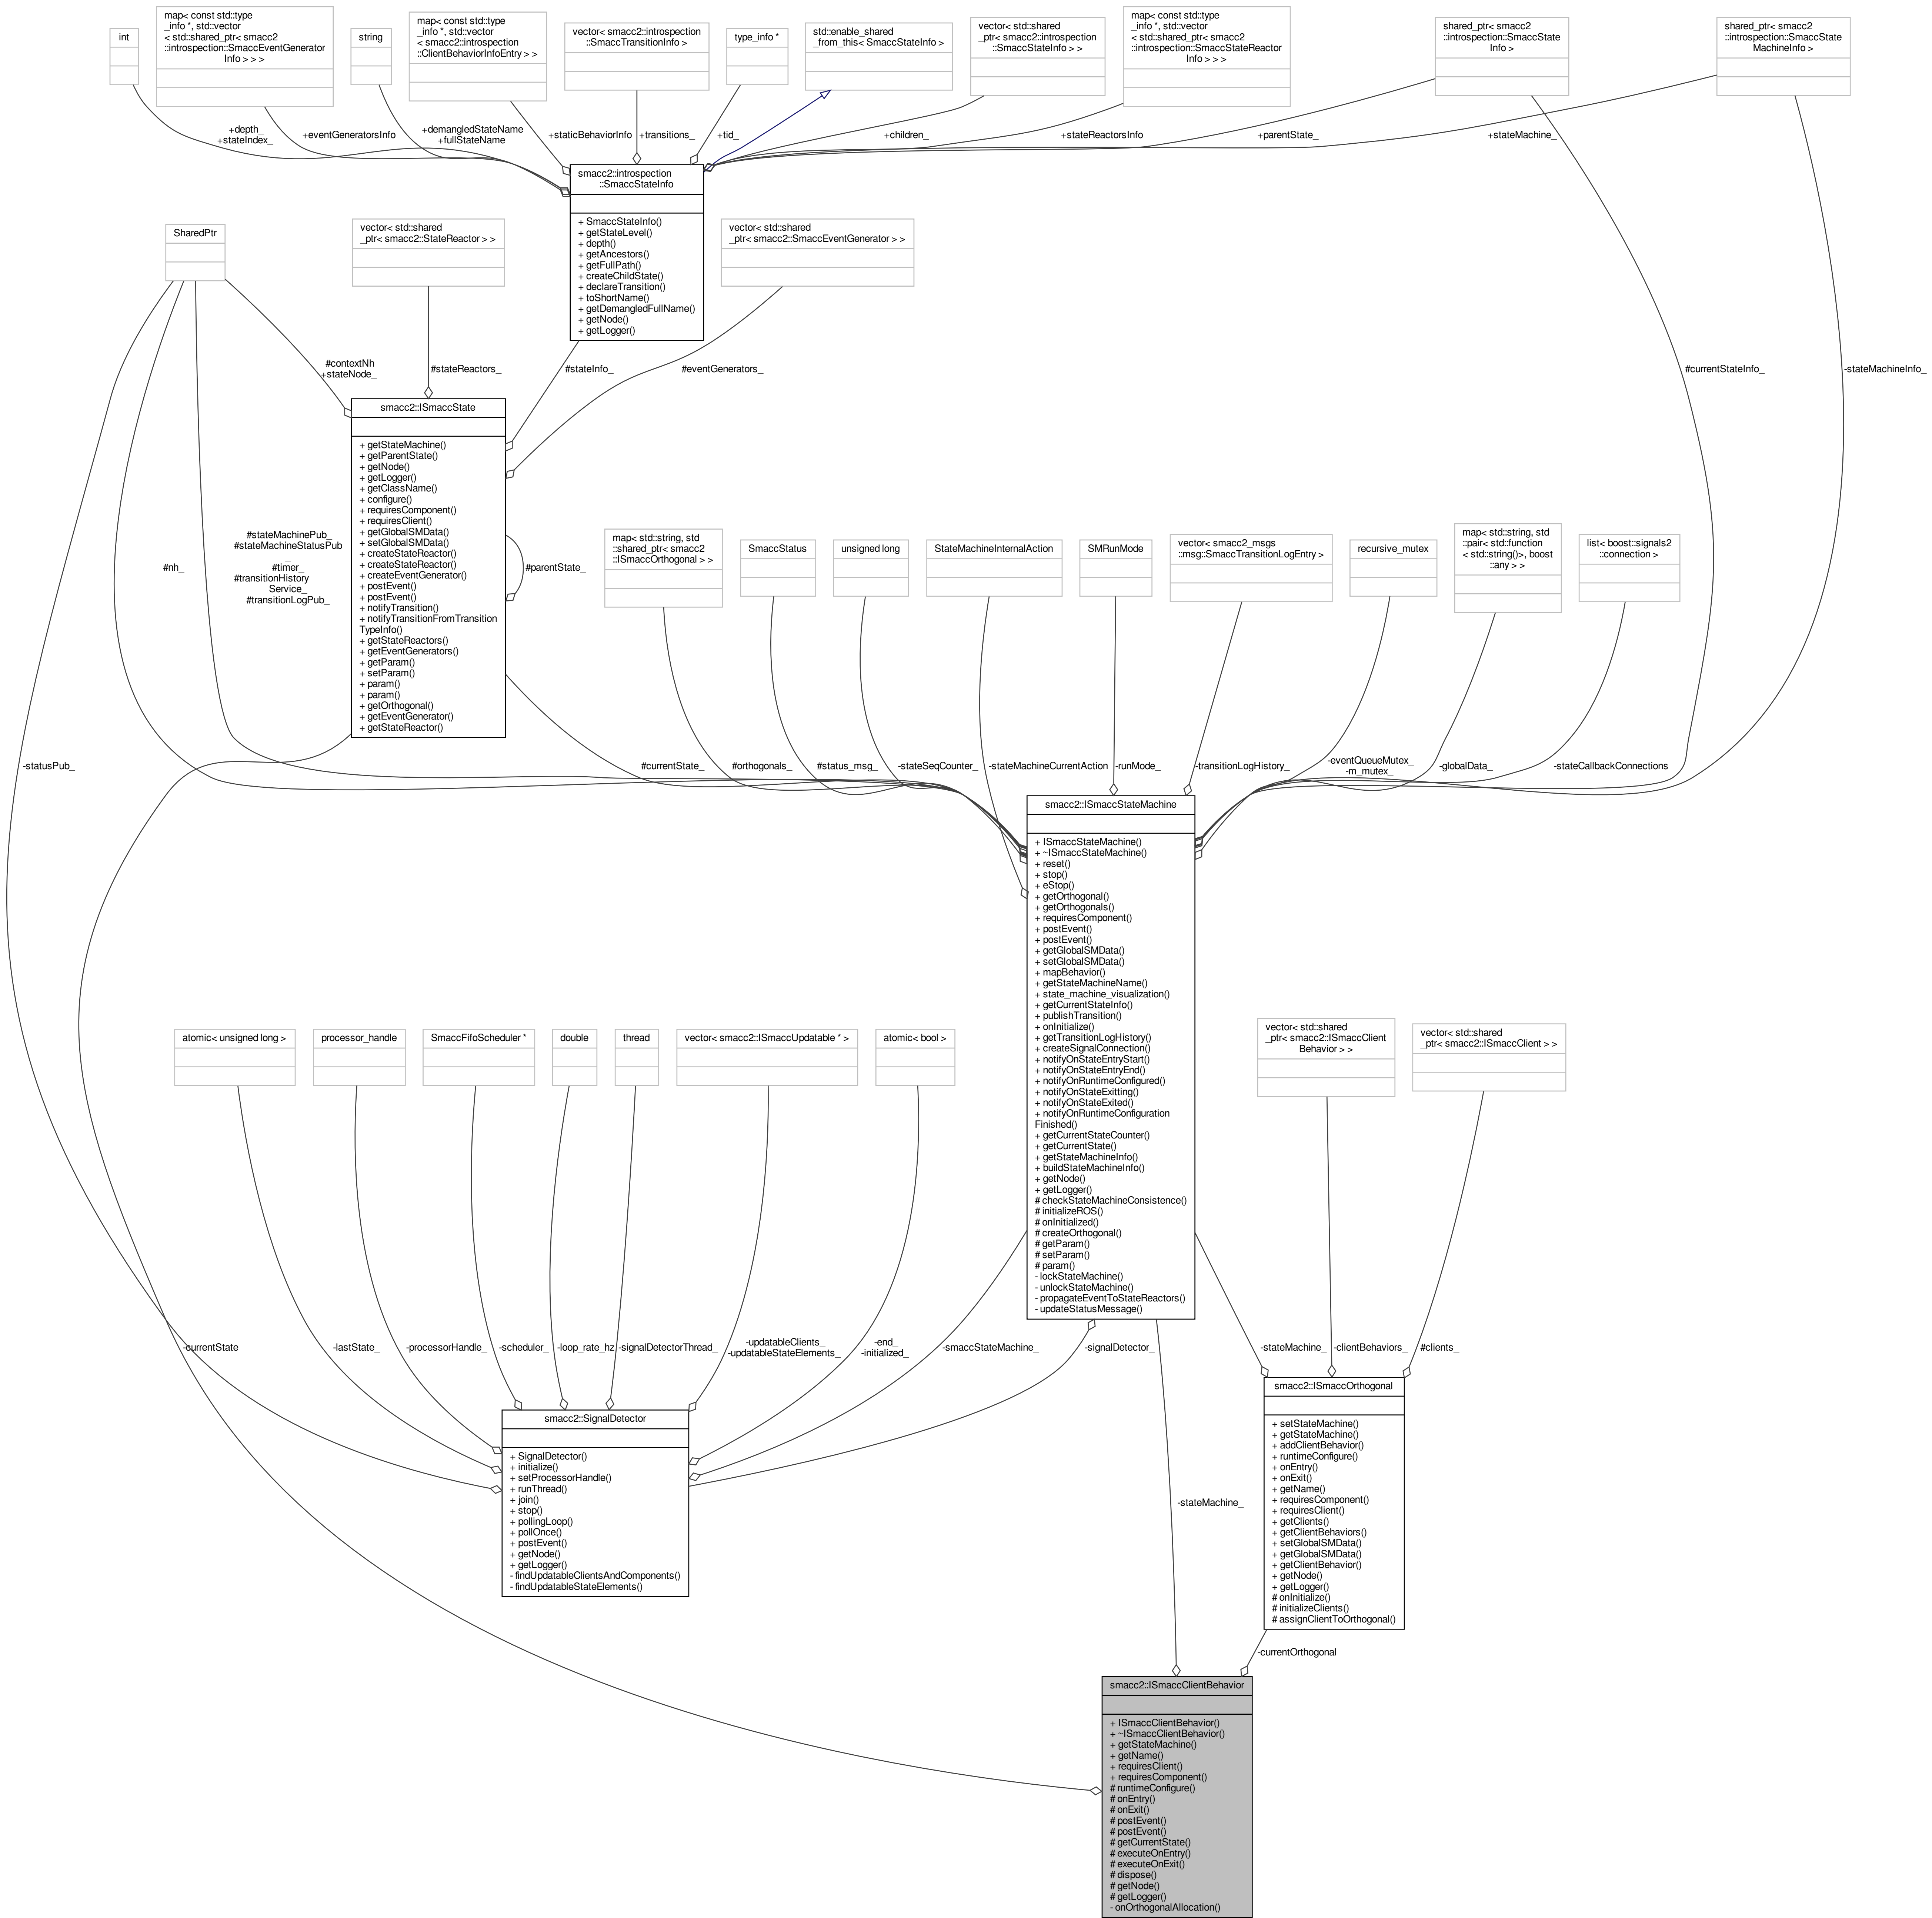 int
map< const std::type
_info *, std::vector
< std::shared_ptr< smacc2
::introspection::SmaccEventGenerator
Info > > >
string
map< const std::type
_info *, std::vector
< smacc2::introspection
::ClientBehaviorInfoEntry > >
vector< smacc2::introspection
::SmaccTransitionInfo >
type_info *
std::enable_shared
_from_this< SmaccStateInfo >
vector< std::shared
_ptr< smacc2::introspection
::SmaccStateInfo > >
map< const std::type
_info *, std::vector
< std::shared_ptr< smacc2
::introspection::SmaccStateReactor
Info > > >
shared_ptr< smacc2
::introspection::SmaccState
Info >
shared_ptr< smacc2
::introspection::SmaccState
MachineInfo >
+depth_
+stateIndex_
+eventGeneratorsInfo
+demangledStateName
+fullStateName
+staticBehaviorInfo
+transitions_
+tid_
+children_
+stateReactorsInfo
+parentState_
+stateMachine_
smacc2::introspection
::SmaccStateInfo
+ SmaccStateInfo()
+ getStateLevel()
+ depth()
+ getAncestors()
+ getFullPath()
+ createChildState()
+ declareTransition()
+ toShortName()
+ getDemangledFullName()
+ getNode()
+ getLogger()
SharedPtr
vector< std::shared
_ptr< smacc2::StateReactor > >
vector< std::shared
_ptr< smacc2::SmaccEventGenerator > >
#contextNh
+stateNode_
#stateReactors_
#stateInfo_
#eventGenerators_
#currentStateInfo_
-stateMachineInfo_
smacc2::ISmaccState
+ getStateMachine()
+ getParentState()
+ getNode()
+ getLogger()
+ getClassName()
+ configure()
+ requiresComponent()
+ requiresClient()
+ getGlobalSMData()
+ setGlobalSMData()
+ createStateReactor()
+ createStateReactor()
+ createEventGenerator()
+ postEvent()
+ postEvent()
+ notifyTransition()
+ notifyTransitionFromTransition
TypeInfo()
+ getStateReactors()
+ getEventGenerators()
+ getParam()
+ setParam()
+ param()
+ param()
+ getOrthogonal()
+ getEventGenerator()
+ getStateReactor()
#nh_
#stateMachinePub_
#stateMachineStatusPub
_
#timer_
#transitionHistory
Service_
#transitionLogPub_
#parentState_
map< std::string, std
::shared_ptr< smacc2
::ISmaccOrthogonal > >
SmaccStatus
unsigned long
StateMachineInternalAction
SMRunMode
vector< smacc2_msgs
::msg::SmaccTransitionLogEntry >
recursive_mutex
map< std::string, std
::pair< std::function
< std::string()>, boost
::any > >
list< boost::signals2
::connection >
-statusPub_
#currentState_
#orthogonals_
#status_msg_
-stateSeqCounter_
-stateMachineCurrentAction
-runMode_
-transitionLogHistory_
-eventQueueMutex_
-m_mutex_
-globalData_
-stateCallbackConnections
smacc2::ISmaccStateMachine
+ ISmaccStateMachine()
+ ~ISmaccStateMachine()
+ reset()
+ stop()
+ eStop()
+ getOrthogonal()
+ getOrthogonals()
+ requiresComponent()
+ postEvent()
+ postEvent()
+ getGlobalSMData()
+ setGlobalSMData()
+ mapBehavior()
+ getStateMachineName()
+ state_machine_visualization()
+ getCurrentStateInfo()
+ publishTransition()
+ onInitialize()
+ getTransitionLogHistory()
+ createSignalConnection()
+ notifyOnStateEntryStart()
+ notifyOnStateEntryEnd()
+ notifyOnRuntimeConfigured()
+ notifyOnStateExitting()
+ notifyOnStateExited()
+ notifyOnRuntimeConfiguration
Finished()
+ getCurrentStateCounter()
+ getCurrentState()
+ getStateMachineInfo()
+ buildStateMachineInfo()
+ getNode()
+ getLogger()
# checkStateMachineConsistence()
# initializeROS()
# onInitialized()
# createOrthogonal()
# getParam()
# setParam()
# param()
- lockStateMachine()
- unlockStateMachine()
- propagateEventToStateReactors()
- updateStatusMessage()
atomic< unsigned long >
processor_handle
SmaccFifoScheduler *
double
thread
vector< smacc2::ISmaccUpdatable * >
atomic< bool >
vector< std::shared
_ptr< smacc2::ISmaccClient
Behavior > >
vector< std::shared
_ptr< smacc2::ISmaccClient > >
-currentState
-lastState_
-processorHandle_
-scheduler_
-loop_rate_hz
-signalDetectorThread_
-updatableClients_
-updatableStateElements_
-end_
-initialized_
-smaccStateMachine_
-signalDetector_
-stateMachine_
-clientBehaviors_
#clients_
smacc2::SignalDetector
+ SignalDetector()
+ initialize()
+ setProcessorHandle()
+ runThread()
+ join()
+ stop()
+ pollingLoop()
+ pollOnce()
+ postEvent()
+ getNode()
+ getLogger()
- findUpdatableClientsAndComponents()
- findUpdatableStateElements()
smacc2::ISmaccOrthogonal
+ setStateMachine()
+ getStateMachine()
+ addClientBehavior()
+ runtimeConfigure()
+ onEntry()
+ onExit()
+ getName()
+ requiresComponent()
+ requiresClient()
+ getClients()
+ getClientBehaviors()
+ setGlobalSMData()
+ getGlobalSMData()
+ getClientBehavior()
+ getNode()
+ getLogger()
# onInitialize()
# initializeClients()
# assignClientToOrthogonal()
-stateMachine_
-currentOrthogonal
smacc2::ISmaccClientBehavior
+ ISmaccClientBehavior()
+ ~ISmaccClientBehavior()
+ getStateMachine()
+ getName()
+ requiresClient()
+ requiresComponent()
# runtimeConfigure()
# onEntry()
# onExit()
# postEvent()
# postEvent()
# getCurrentState()
# executeOnEntry()
# executeOnExit()
# dispose()
# getNode()
# getLogger()
- onOrthogonalAllocation()